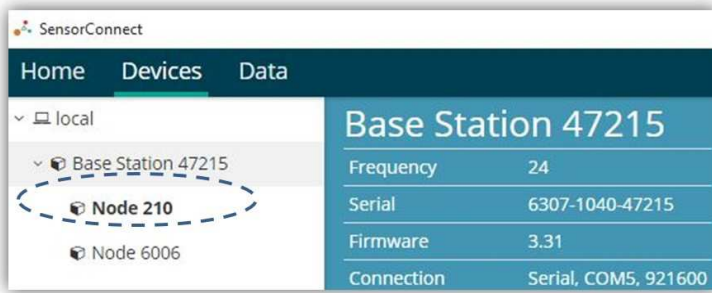 SensorConnect
Home Devices Data
local
Base Station 47215
Node 210
Node 6006
Base Station 47215
Frequency 24
Serial 6307-1040-47215
Firmware 3.31
Connection Serial, COM5, 921600